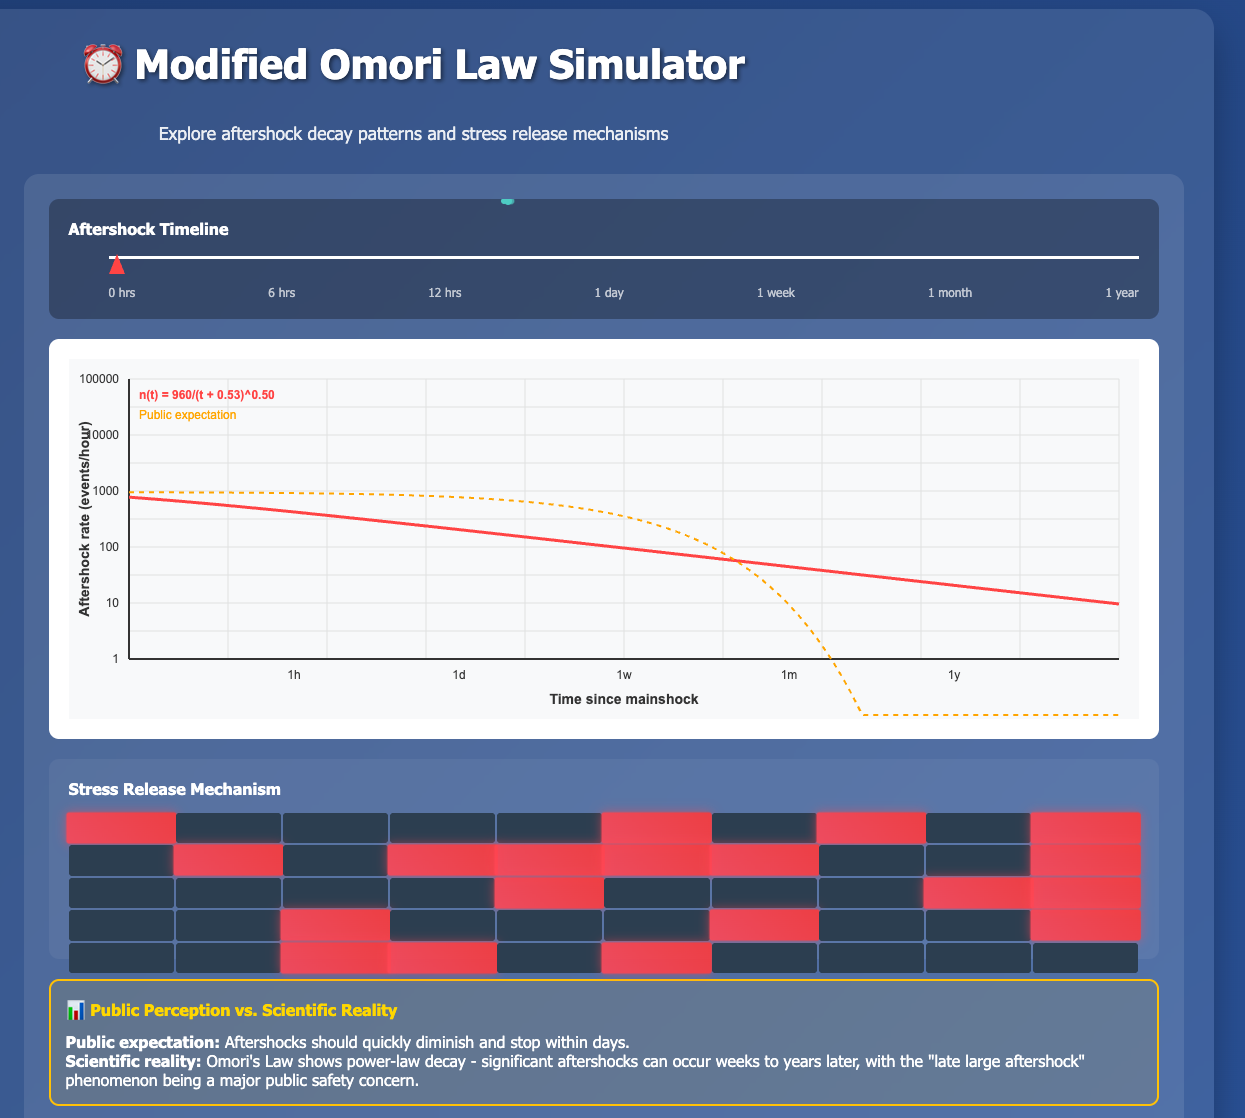 ⏰ Modified Omori Law Simulator
Explore aftershock decay patterns and stress release mechanisms
Aftershock Timeline
0 hrs 6 hrs 12 hrs 1 day 1 week 1 month 1 year
100000
10000
1000
100
10
1
Aftershock rate (events/hour)
n(t) = 960/(t + 0.53)^0.50
Public expectation
1h 1d 1w 1m 1y
Time since mainshock
Stress Release Mechanism
📊 Public Perception vs. Scientific Reality
Public expectation: Aftershocks should quickly diminish and stop within days.
Scientific reality: Omori's Law shows power-law decay - significant aftershocks can occur weeks to years later, with the "late large aftershock"
phenomenon being a major public safety concern.